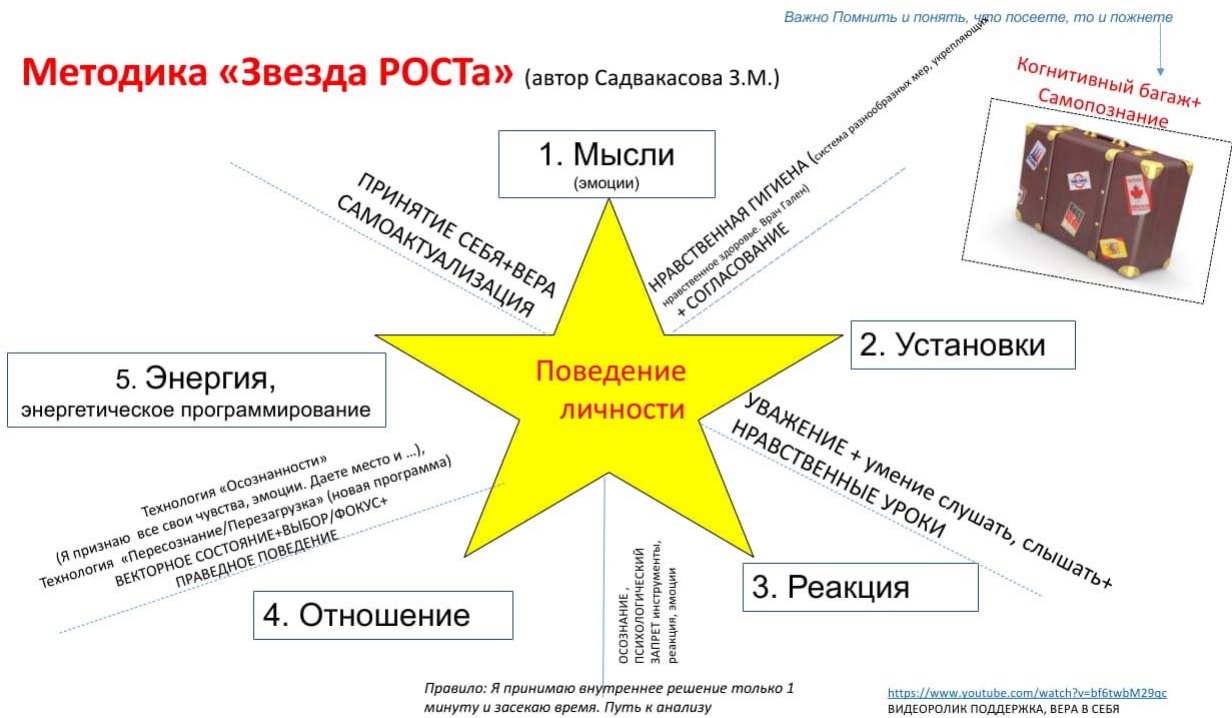 Важно Помнить и понять, что посеете, то и пожнете
Методика «Звезда РОСТа» (автор Садвакасова З.М.)
Когнитивный багаж+
Самопознание
1. Мысли
(эмоции)
ПРИНЯТИЕ СЕБЯ+ВЕРА
САМОАКТУАЛИЗАЦИЯ
НРАВСТВЕННАЯ ГИГИЕНА (система разнообразных мер, укрепляющих
нравственное здоровье. Врач Гален)
+ СОГЛАСОВАНИЕ
2. Установки
5. Энергия,
энергетическое программирование
Поведение
личности
УВАЖЕНИЕ + умение слушать, слышать+
НРАВСТВЕННЫЕ УРОКИ
Технология «Осознанности»
(Я признаю все свои чувства, эмоции. Даете место и ...),
Технология «Пересознание/Перезагрузка» (новая программа)
ВЕКТОРНОЕ СОСТОЯНИЕ+ВЫБОР/ФОКУС+
ПРАВЕДНОЕ ПОВЕДЕНИЕ
3. Реакция
4. Отношение
ОСОЗНАНИЕ ,
ПСИХОЛОГИЧЕСКИЙ
ЗАПРЕТ инструменты,
реакция, эмоции
Правило: Я принимаю внутреннее решение только 1
минуту и засекаю время. Путь к анализу
https://www.youtube.com/watch?v=bf6twbM29qc
ВИДЕОРОЛИК ПОДДЕРЖКА, ВЕРА В СЕБЯ